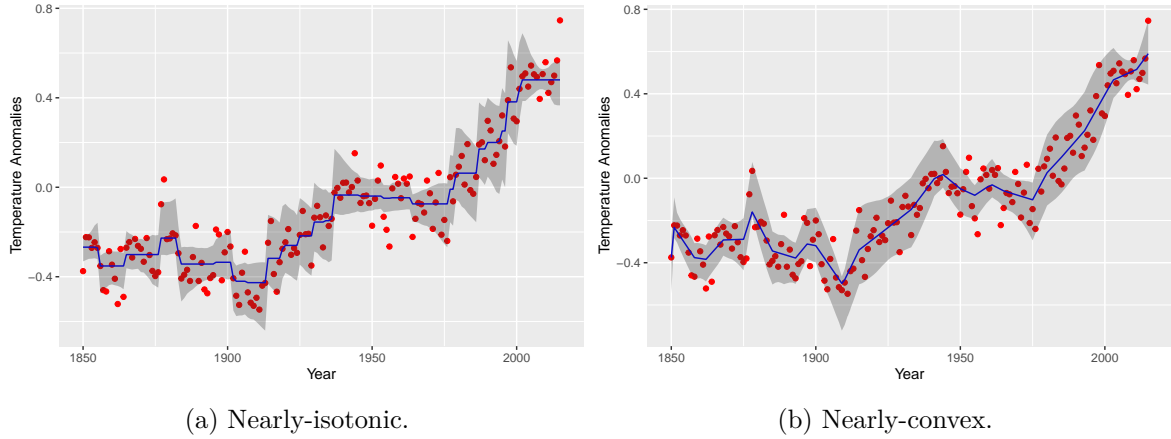 0.8
0.4
0.0
−0.4
Temperature Anomalies
1850
1900
1950
2000
Year
(a) Nearly-isotonic.
0.8
0.4
0.0
−0.4
Temperature Anomalies
1850
1900
1950
2000
Year
(b) Nearly-convex.